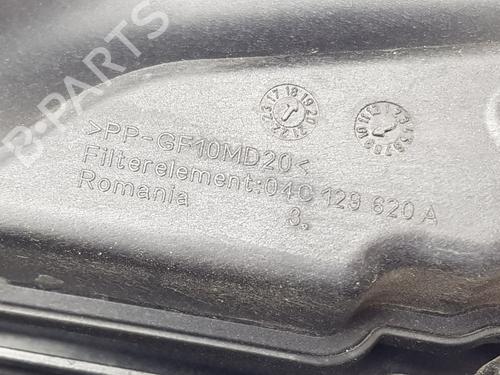 >PP-GF10MD20<
Filterelement:04C 129 620 A
Romania
8.
B-PARTS